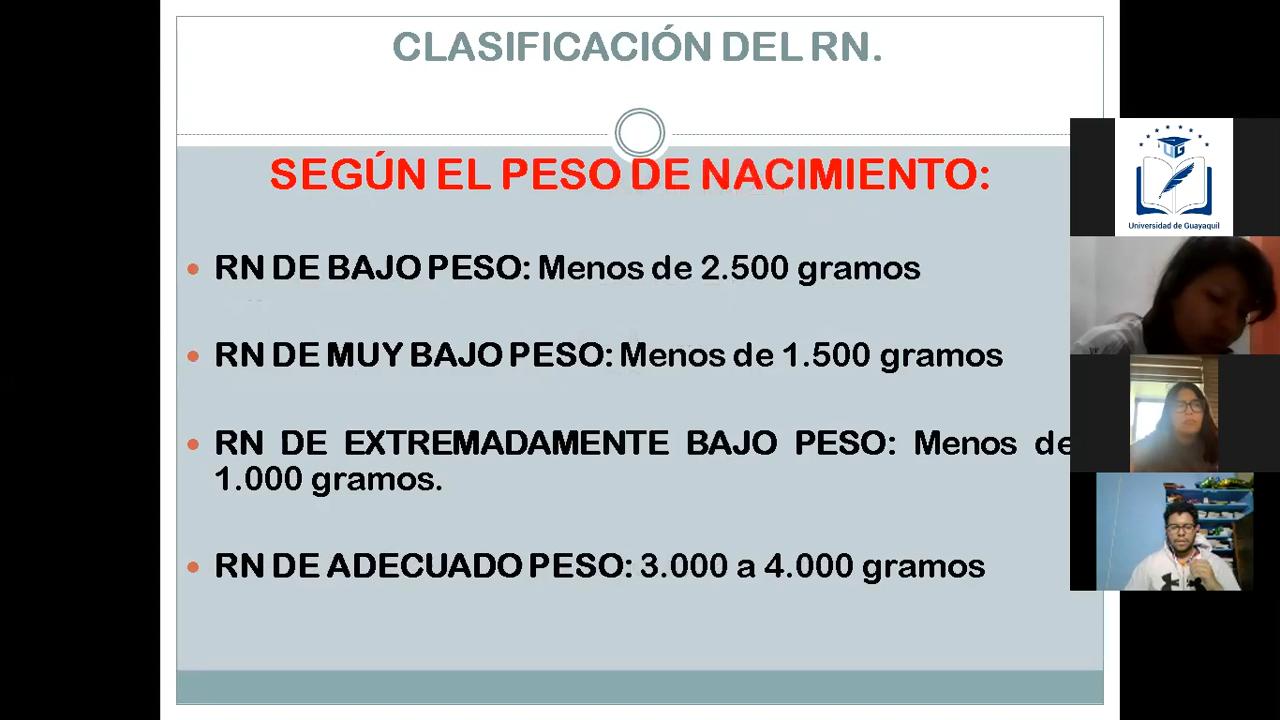 CLASIFICACIÓN DEL RN.
SEGÚN EL PESO DE NACIMIENTO:
• RN DE BAJO PESO: Menos de 2.500 gramos
• RN DE MUY BAJO PESO: Menos de 1.500 gramos
• RN DE EXTREMADAMENTE BAJO PESO: Menos de
1.000 gramos.
• RN DE ADECUADO PESO: 3.000 a 4.000 gramos
UG
Universidad de Guayaquil